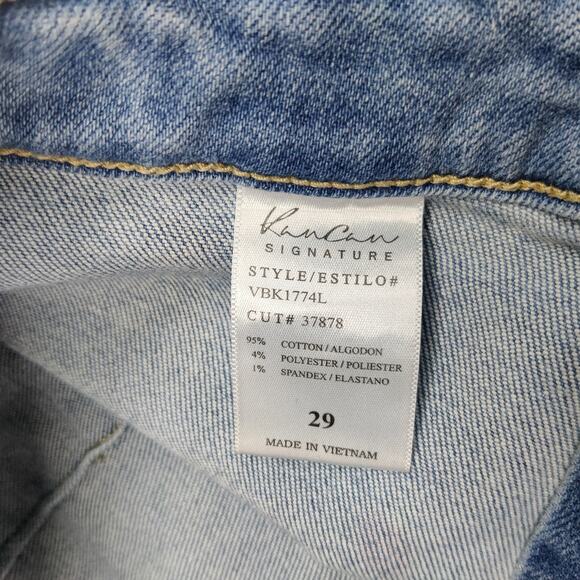 KanCan
SIGNATURE
STYLE/ESTILO#
VBK1774L
CUT# 37878
95% COTTON / ALGODON
4% POLYESTER / POLIESTER
1% SPANDEX / ELASTANO
29
MADE IN VIETNAM